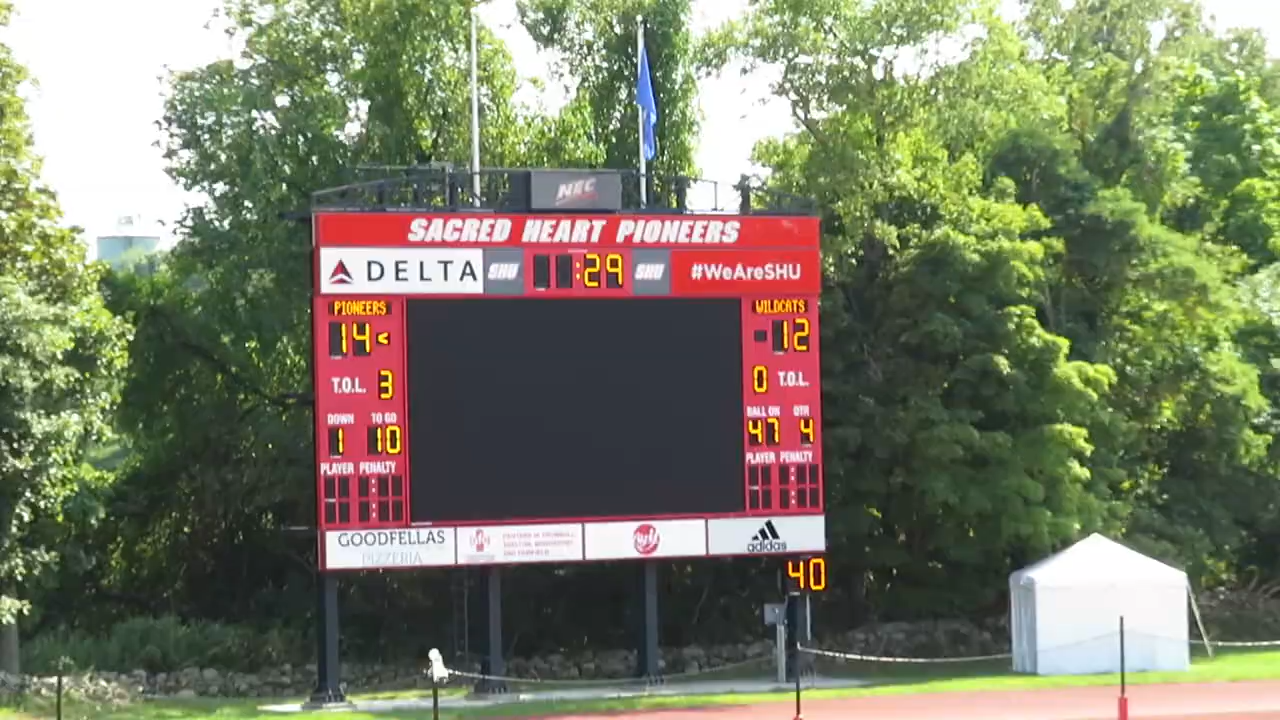 NEC
SACRED HEART PIONEERS
DELTA SHU :29 SHU #WeAreSHU
PIONEERS WILDCATS
14 < 12
T.O.L. 3 0 T.O.L.
DOWN TO GO BALL ON QTR
1 10 47 4
PLAYER PENALTY PLAYER PENALTY
GOODFELLAS
PIZZERIA
adidas
40